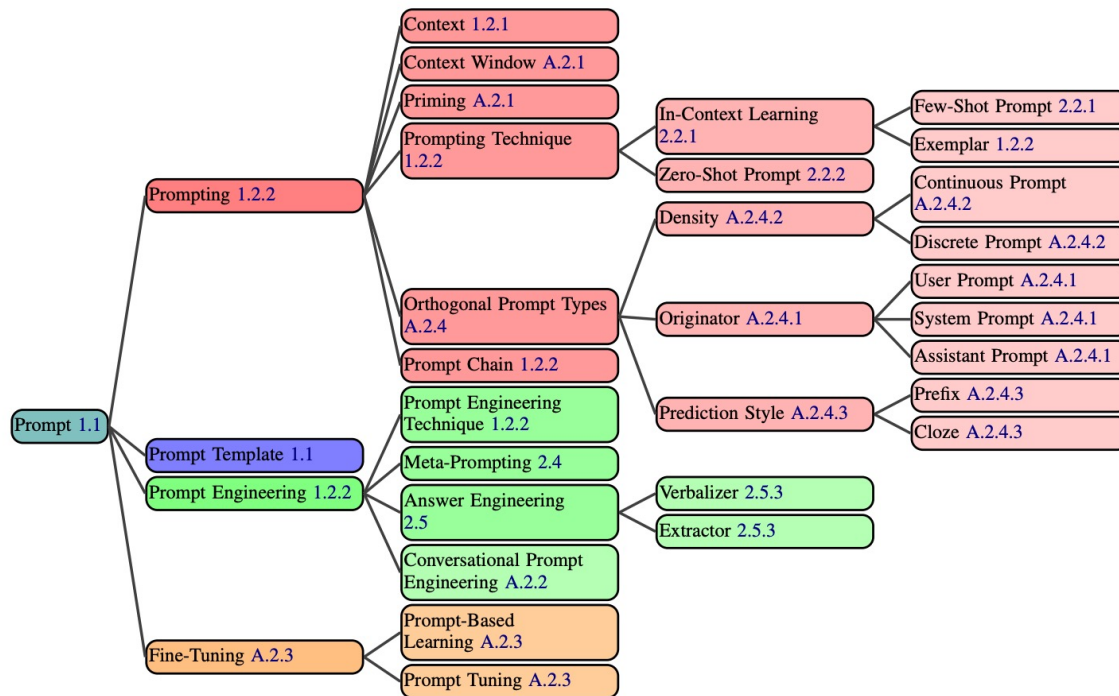 Context 1.2.1
Context Window A.2.1
Priming A.2.1
Prompting Technique
1.2.2
In-Context Learning
2.2.1
Few-Shot Prompt 2.2.1
Exemplar 1.2.2
Zero-Shot Prompt 2.2.2
Continuous Prompt
A.2.4.2
Prompting 1.2.2
Density A.2.4.2
Discrete Prompt A.2.4.2
User Prompt A.2.4.1
Orthogonal Prompt Types
A.2.4
Originator A.2.4.1
System Prompt A.2.4.1
Assistant Prompt A.2.4.1
Prompt Chain 1.2.2
Prefix A.2.4.3
Prediction Style A.2.4.3
Cloze A.2.4.3
Prompt 1.1
Prompt Engineering
Technique 1.2.2
Prompt Template 1.1
Meta-Prompting 2.4
Prompt Engineering 1.2.2
Answer Engineering
2.5
Verbalizer 2.5.3
Extractor 2.5.3
Conversational Prompt
Engineering A.2.2
Prompt-Based
Learning A.2.3
Fine-Tuning A.2.3
Prompt Tuning A.2.3